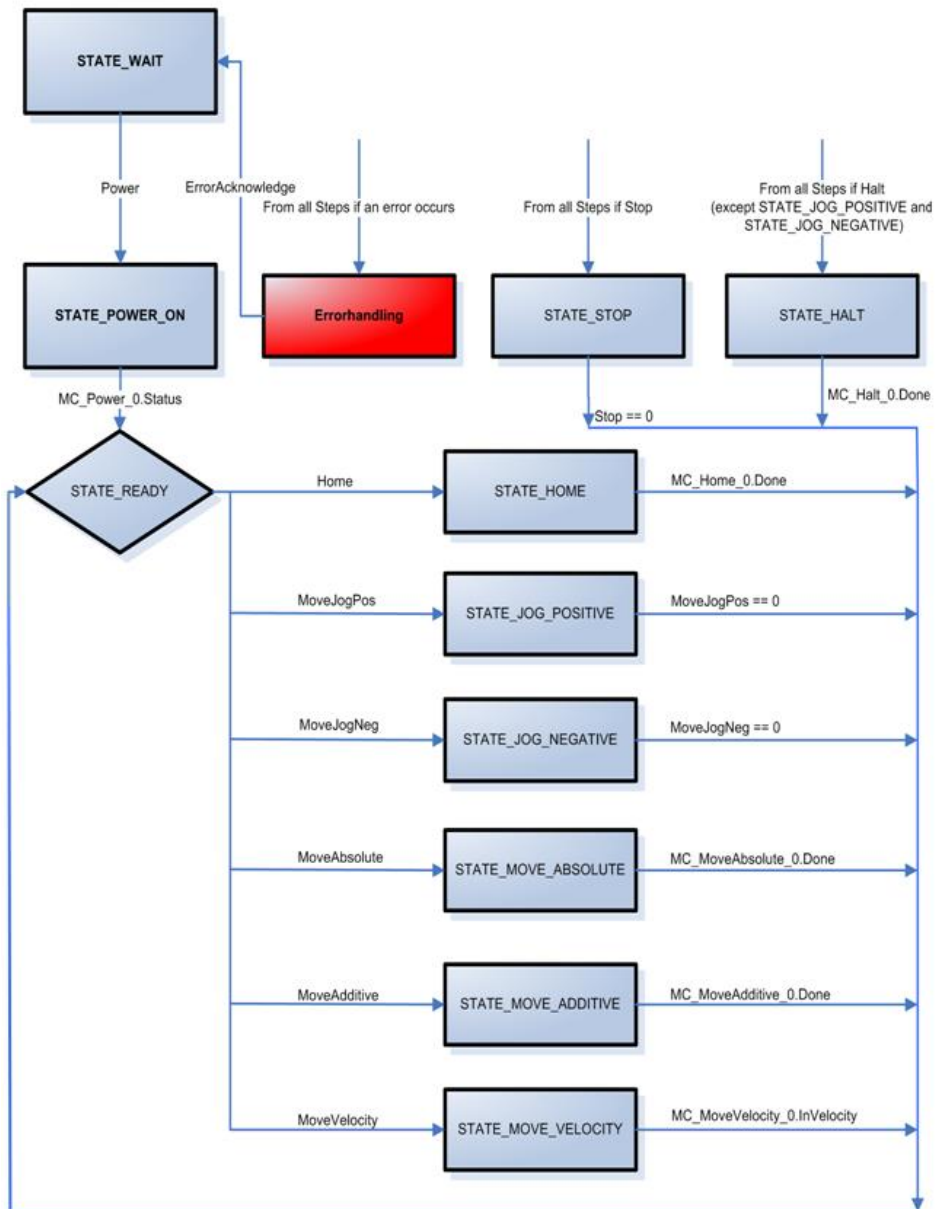 STATE_WAIT
Power
ErrorAcknowledge
From all Steps if an error occurs
From all Steps if Stop
From all Steps if Halt
(except STATE_JOG_POSITIVE and
STATE_JOG_NEGATIVE)
STATE_POWER_ON
Errorhandling
STATE_STOP
STATE_HALT
MC_Power_0.Status
Stop == 0
MC_Halt_0.Done
STATE_READY
Home
STATE_HOME
MC_Home_0.Done
MoveJogPos
STATE_JOG_POSITIVE
MoveJogPos == 0
MoveJogNeg
STATE_JOG_NEGATIVE
MoveJogNeg == 0
MoveAbsolute
STATE_MOVE_ABSOLUTE
MC_MoveAbsolute_0.Done
MoveAdditive
STATE_MOVE_ADDITIVE
MC_MoveAdditive_0.Done
MoveVelocity
STATE_MOVE_VELOCITY
MC_MoveVelocity_0.InVelocity